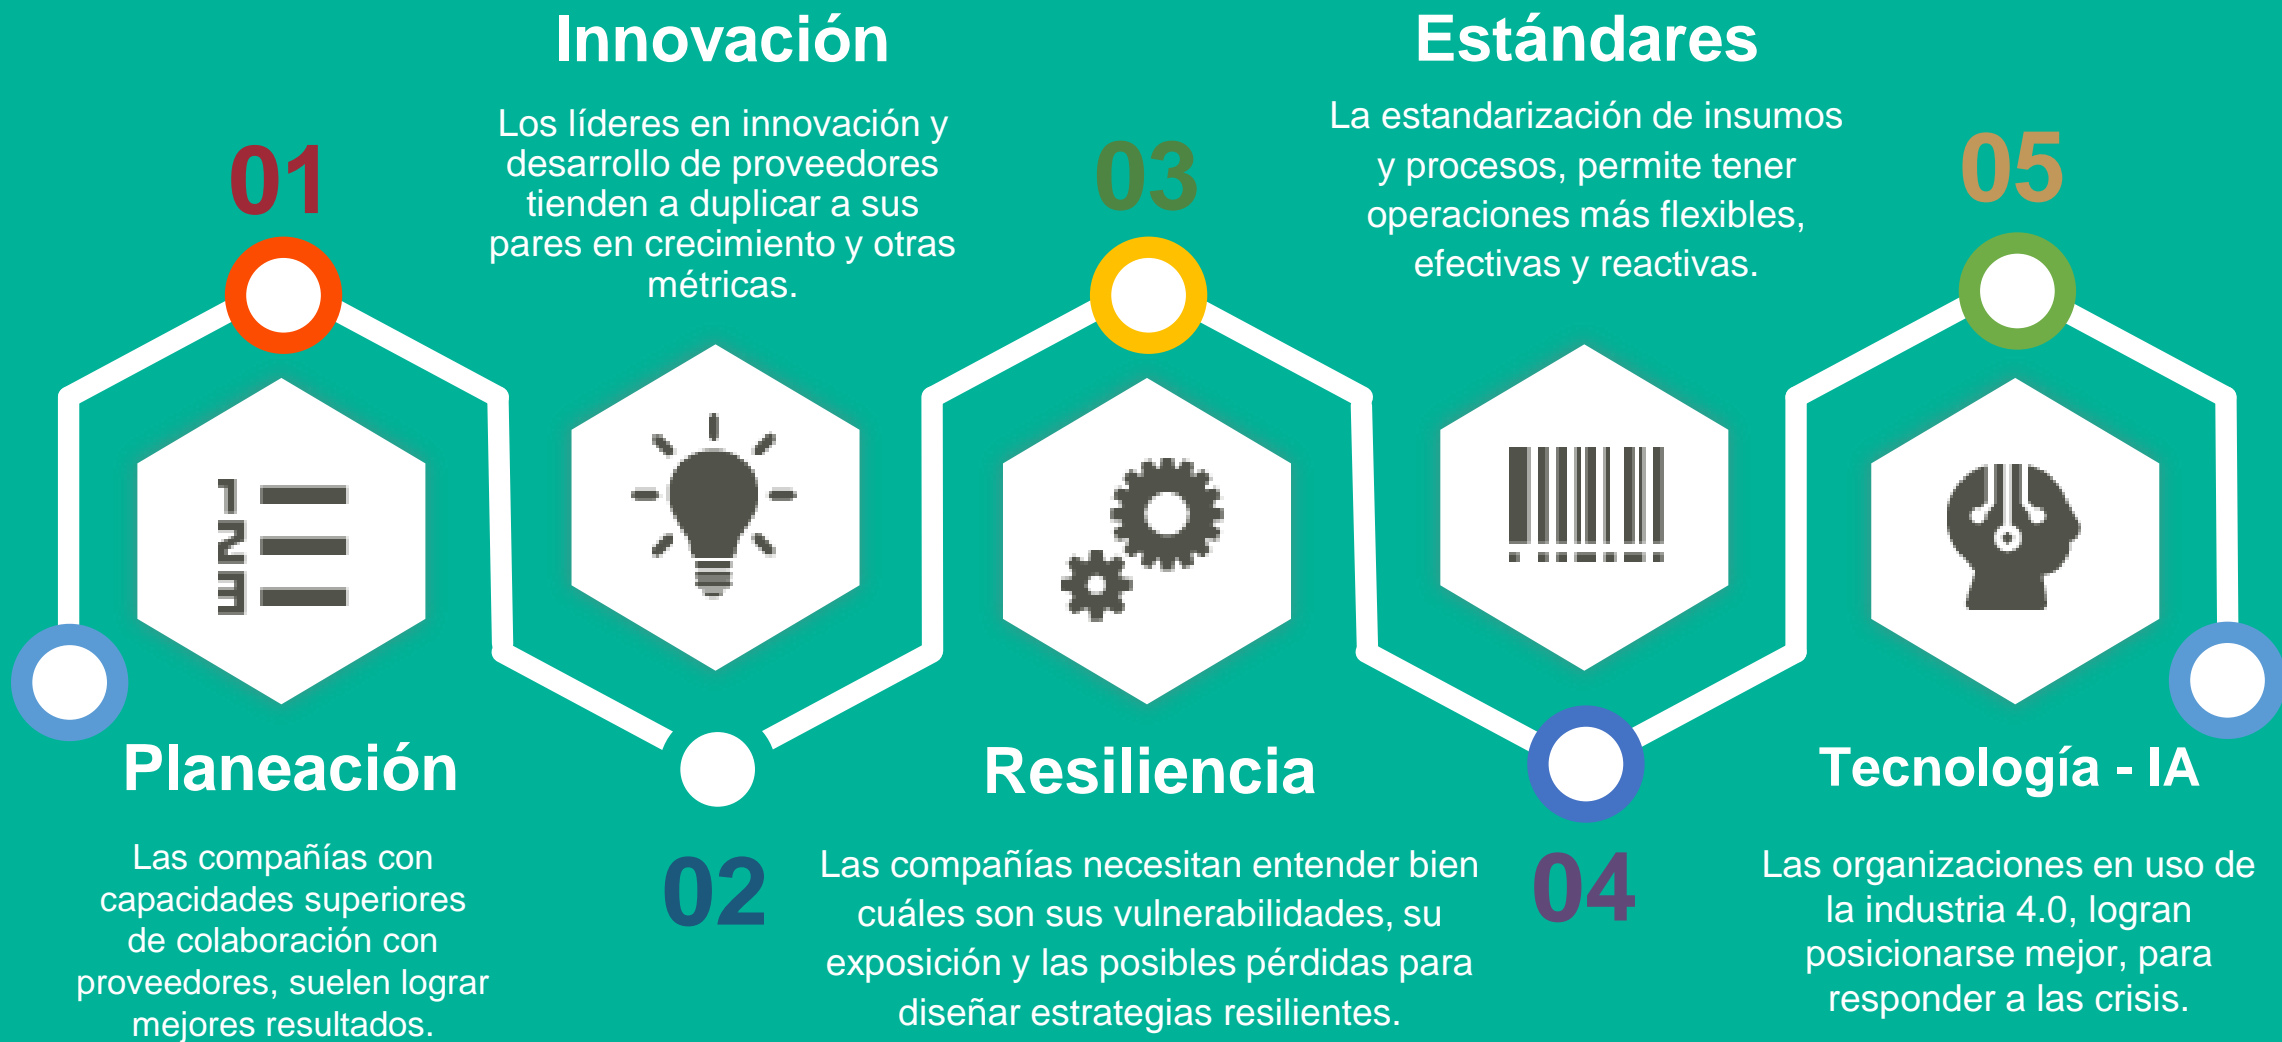 01
Planeación
Las compañías con
capacidades superiores
de colaboración con
proveedores, suelen lograr
mejores resultados.
Innovación
Los líderes en innovación y
desarrollo de proveedores
tienden a duplicar a sus
pares en crecimiento y otras
métricas.
02
03
Resiliencia
Las compañías necesitan entender bien
cuáles son sus vulnerabilidades, su
exposición y las posibles pérdidas para
diseñar estrategias resilientes.
Estándares
La estandarización de insumos
y procesos, permite tener
operaciones más flexibles,
efectivas y reactivas.
04
05
Tecnología - IA
Las organizaciones en uso de
la industria 4.0, logran
posicionarse mejor, para
responder a las crisis.
1
2
3